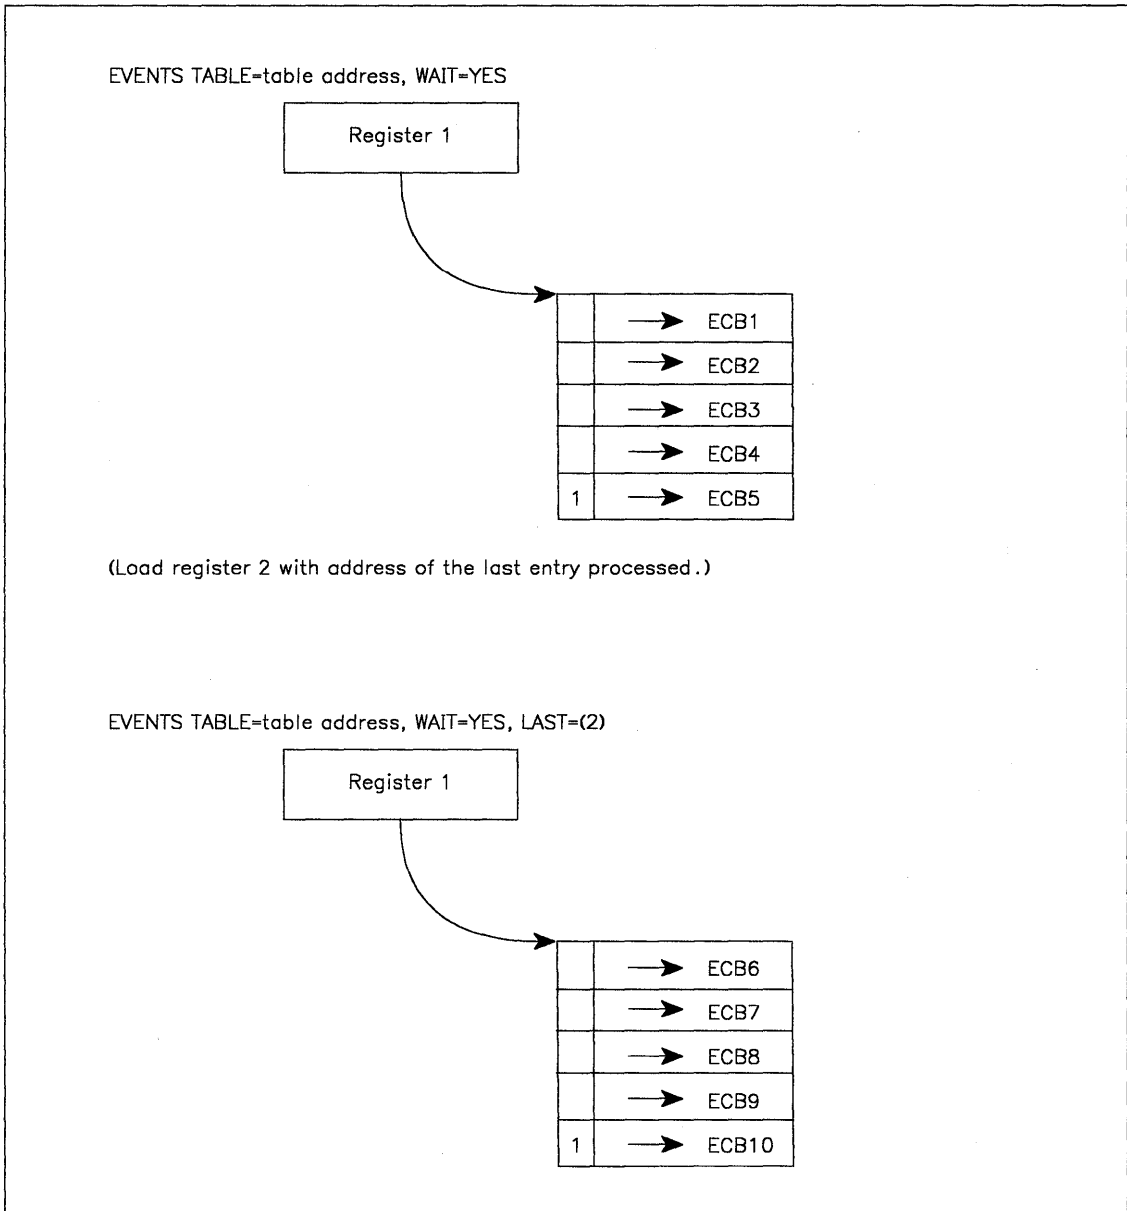 EVENTS TABLE=table address, WAIT=YES
Register 1
ECB1
ECB2
ECB3
ECB4
1 ECB5
(Load register 2 with address of the last entry processed.)
EVENTS TABLE=table address, WAIT=YES, LAST=(2)
Register 1
ECB6
ECB7
ECB8
ECB9
1 ECB10